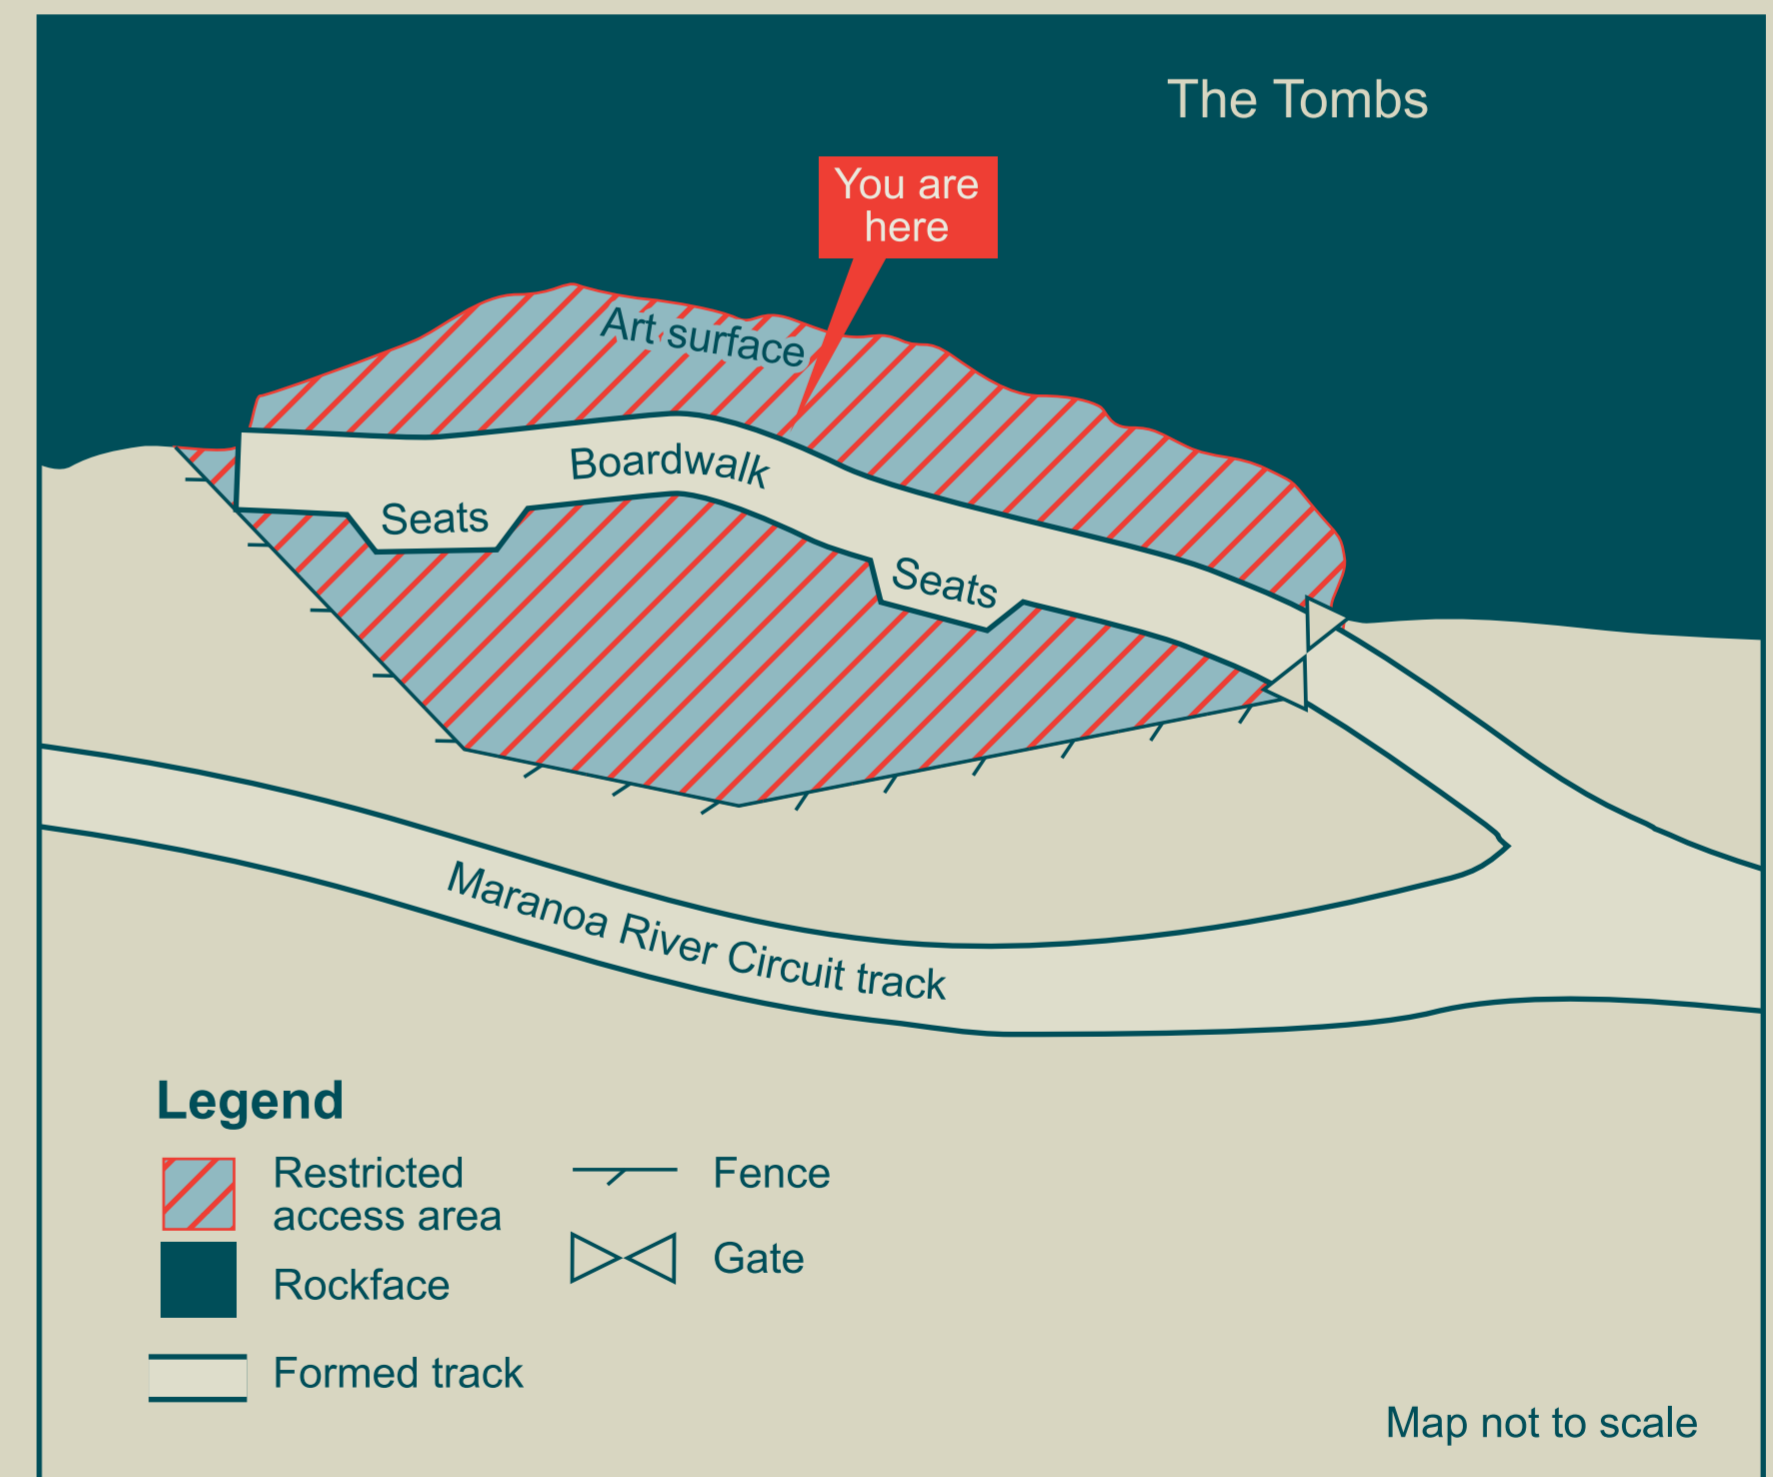 The Tombs
You are
here
Art surface
Boardwalk
Seats
Seats
Maranoa River Circuit track
Legend
Restricted
access area
Rockface
Formed track
Fence
Gate
Map not to scale